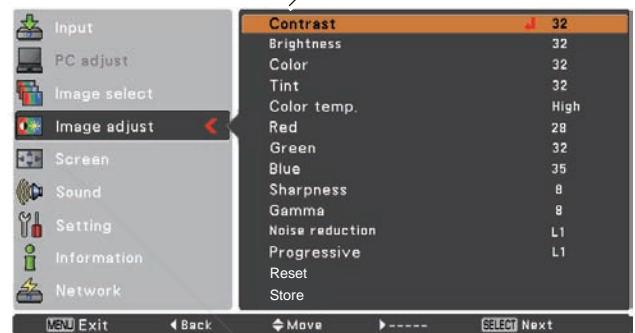 Input
PC adjust
Image select
Image adjust
Screen
Sound
Setting
Information
Network
Contrast 32
Brightness 32
Color 32
Tint 32
Color temp. High
Red 28
Green 32
Blue 35
Sharpness 8
Gamma 8
Noise reduction L1
Progressive L1
Reset
Store
MENU Exit Back Move ----- SELECT Next